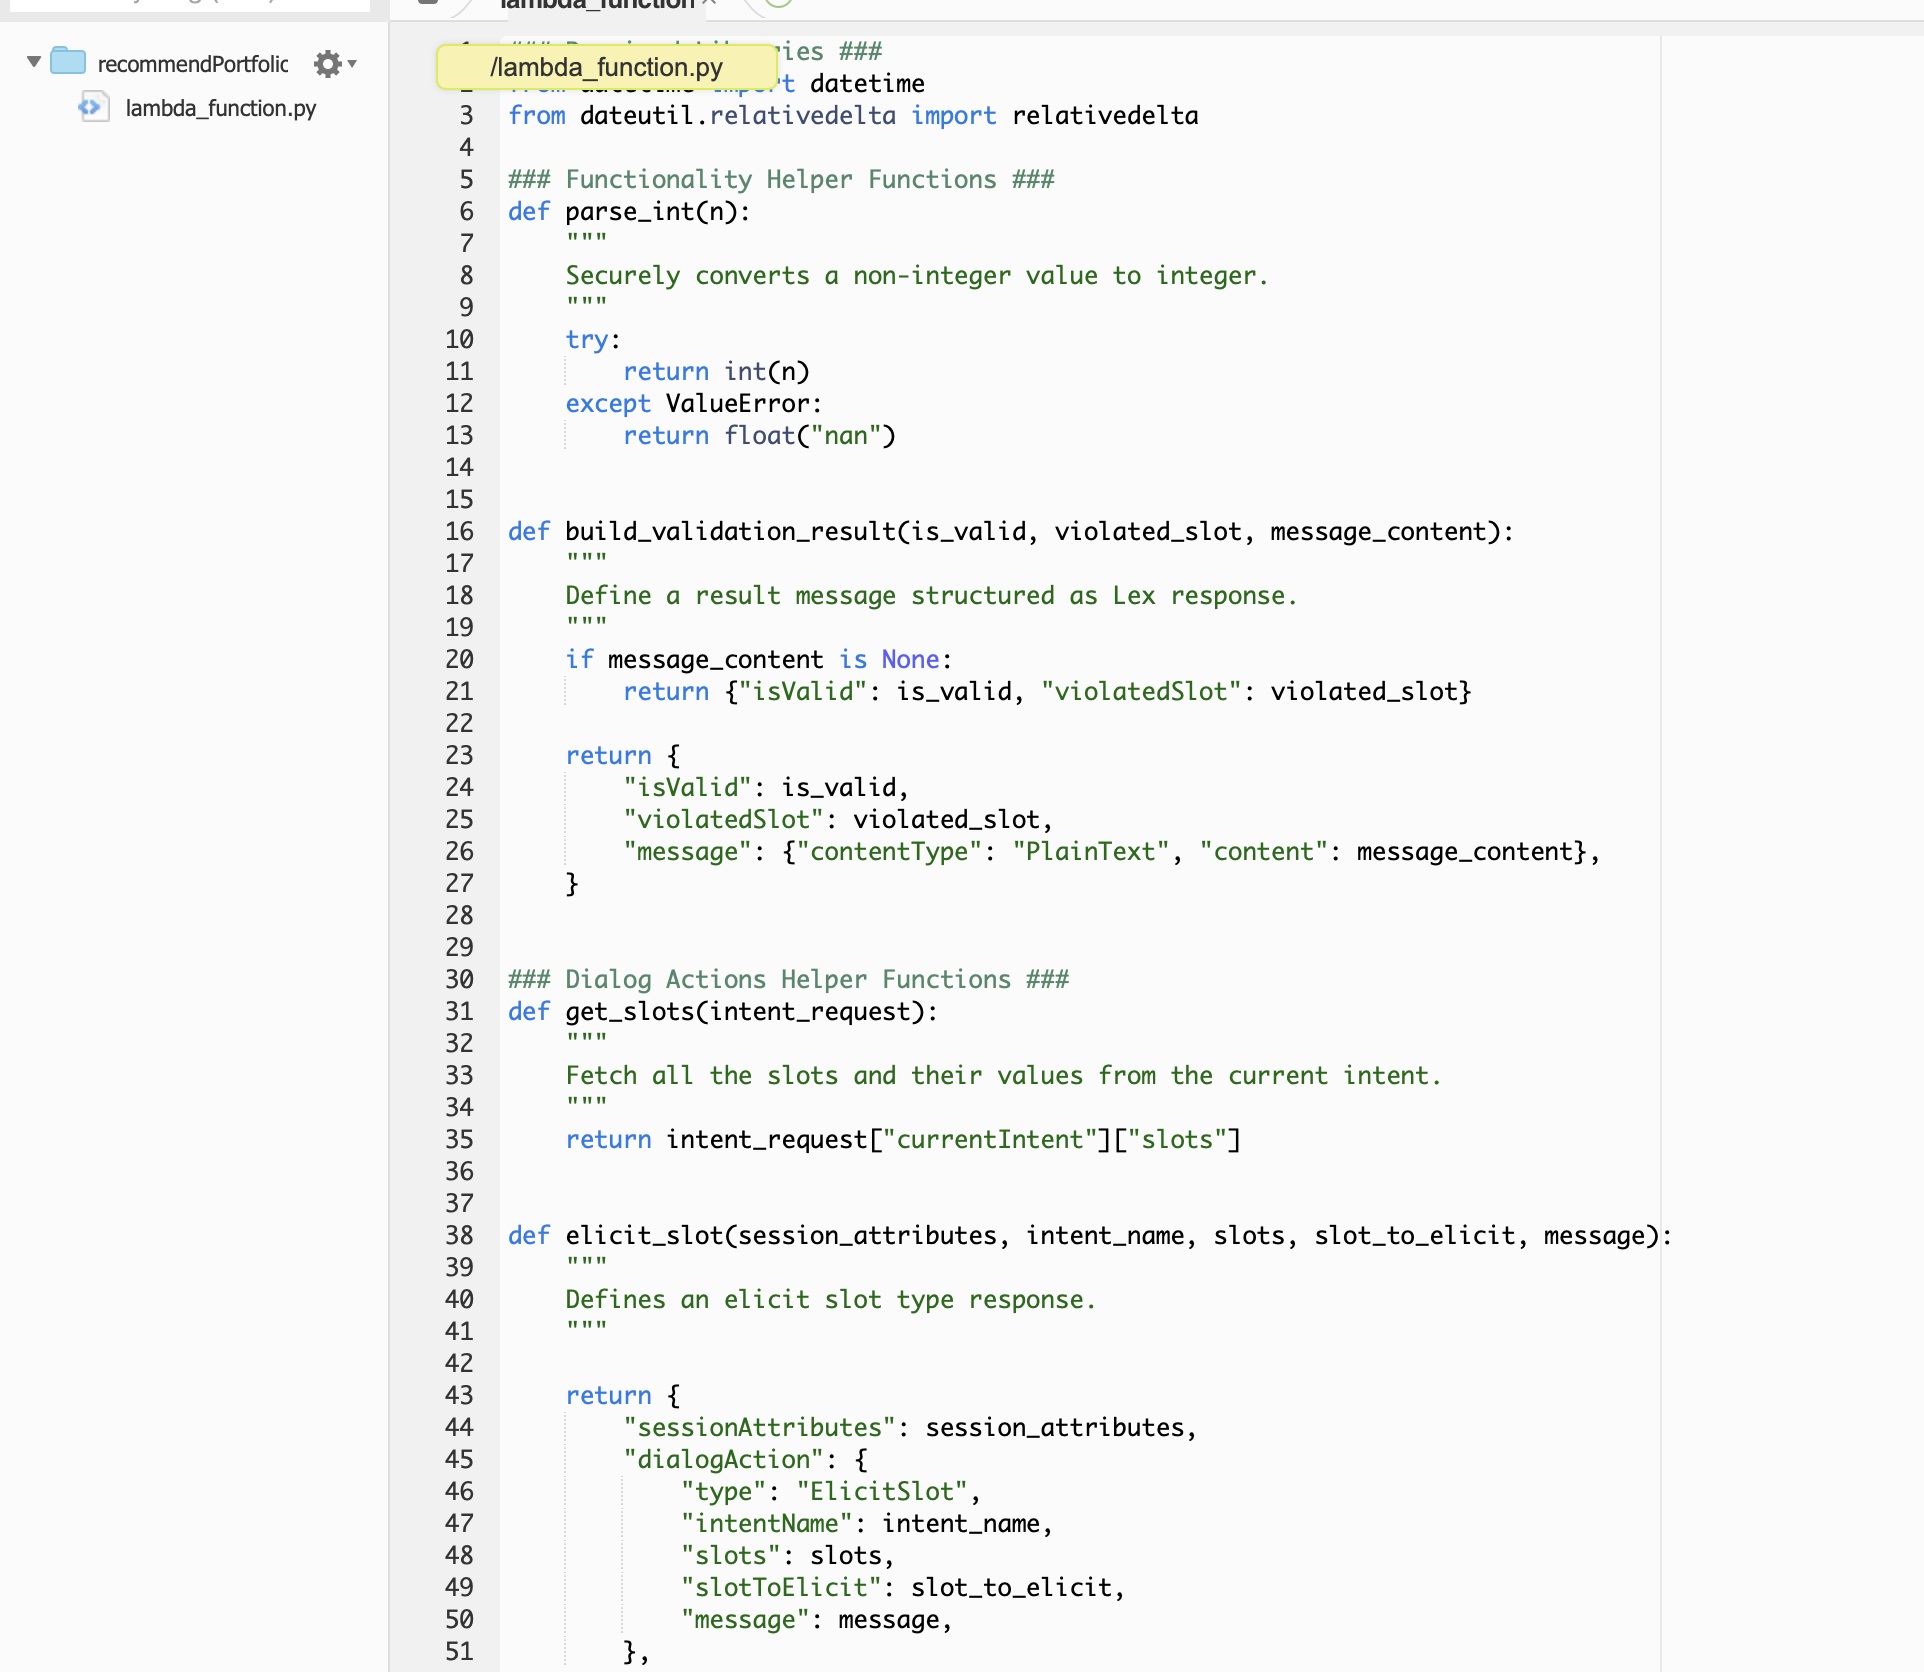 lambda_function
recommendPortfolic
lambda_function.py
/lambda_function.py
1 ies ###
2 from datetime import datetime
3 from dateutil.relativedelta import relativedelta
4
5 ### Functionality Helper Functions ###
6 def parse_int(n):
7     """
8     Securely converts a non-integer value to integer.
9     """
10     try:
11         return int(n)
12     except ValueError:
13         return float("nan")
14
15
16 def build_validation_result(is_valid, violated_slot, message_content):
17     """
18     Define a result message structured as Lex response.
19     """
20     if message_content is None:
21         return {"isValid": is_valid, "violatedSlot": violated_slot}
22
23     return {
24         "isValid": is_valid,
25         "violatedSlot": violated_slot,
26         "message": {"contentType": "PlainText", "content": message_content},
27     }
28
29
30 ### Dialog Actions Helper Functions ###
31 def get_slots(intent_request):
32     """
33     Fetch all the slots and their values from the current intent.
34     """
35     return intent_request["currentIntent"]["slots"]
36
37
38 def elicit_slot(session_attributes, intent_name, slots, slot_to_elicit, message):
39     """
40     Defines an elicit slot type response.
41     """
42
43     return {
44         "sessionAttributes": session_attributes,
45         "dialogAction": {
46             "type": "ElicitSlot",
47             "intentName": intent_name,
48             "slots": slots,
49             "slotToElicit": slot_to_elicit,
50             "message": message,
51         },